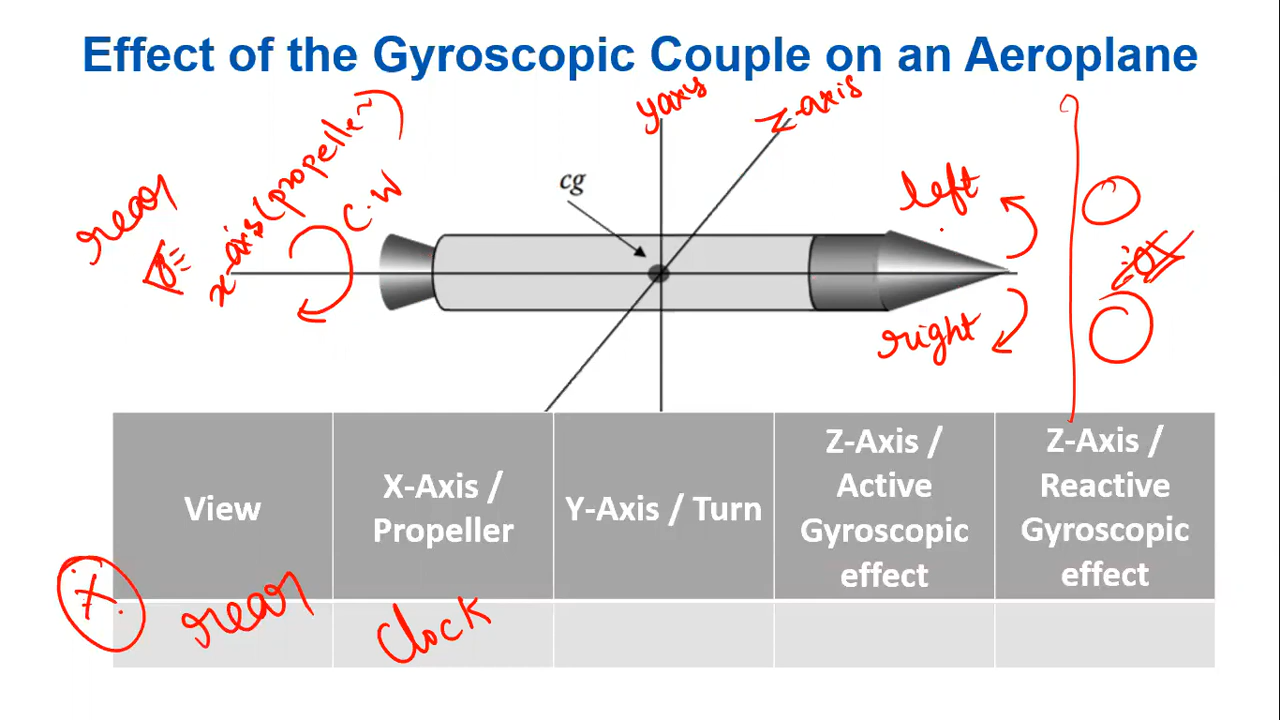 Effect of the Gyroscopic Couple on an Aeroplane
y axis
Z-axis
rear
x-axis (propeller)
C.W
cg
left
right
View
X-Axis /
Propeller
Y-Axis / Turn
Z-Axis /
Active
Gyroscopic
effect
Z-Axis /
Reactive
Gyroscopic
effect
X
rear
Clock